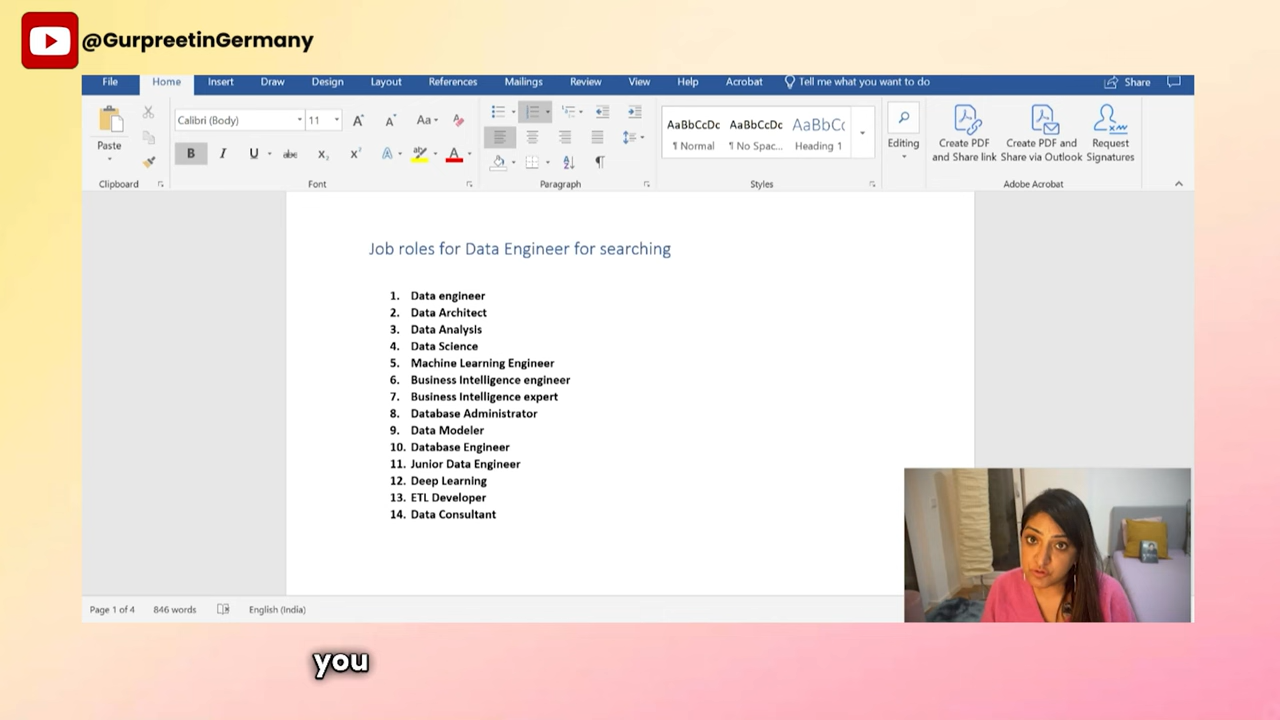 @GurpreetinGermany
File Home Insert Draw Design Layout References Mailings Review View Help Acrobat Tell me what you want to do Share
Calibri (Body) 11 Aa
Paste
B I U abc x₂ x² A A
AaBbCcDc AaBbCcDc AaBbCc
¶ Normal ¶ No Spac... Heading 1
Editing
Create PDF and Share link
Create PDF and Share via Outlook
Request Signatures
Clipboard Font Paragraph Styles Adobe Acrobat
Job roles for Data Engineer for searching
1. Data engineer
2. Data Architect
3. Data Analysis
4. Data Science
5. Machine Learning Engineer
6. Business Intelligence engineer
7. Business Intelligence expert
8. Database Administrator
9. Data Modeler
10. Database Engineer
11. Junior Data Engineer
12. Deep Learning
13. ETL Developer
14. Data Consultant
Page 1 of 4 846 words English (India)
you